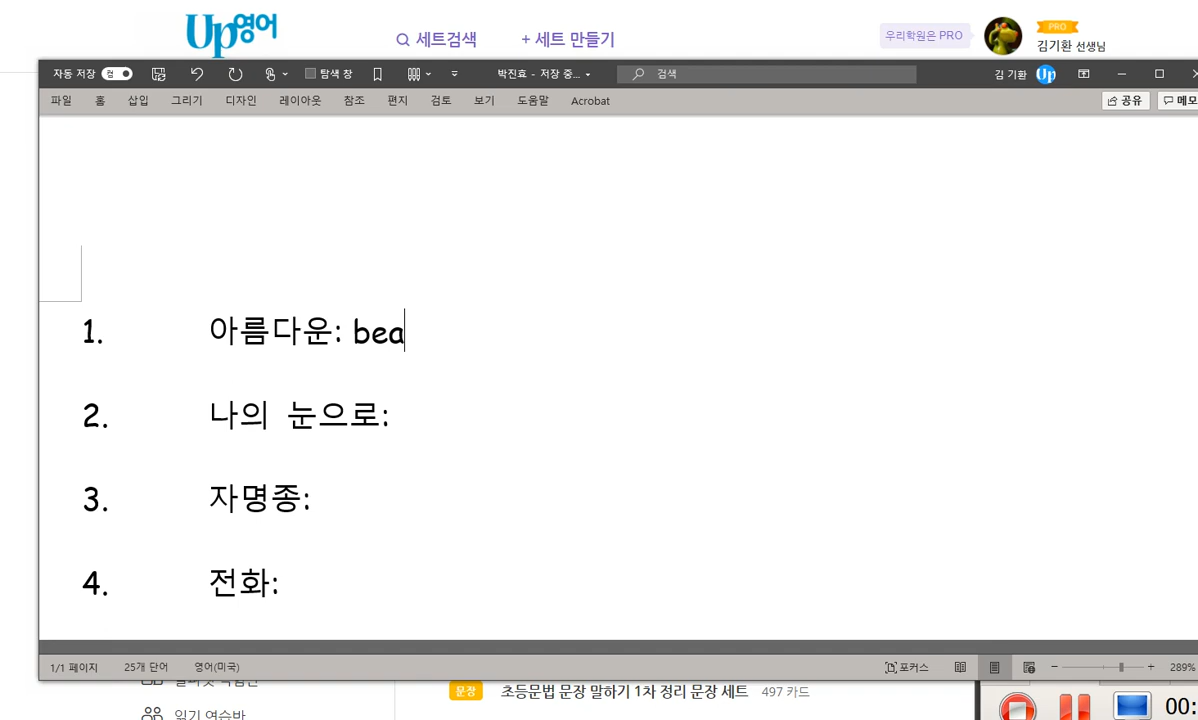 Up영어
세트검색
+ 세트 만들기
우리학원은 PRO
PRO
김기환 선생님
자동 저장
컴
탐색 창
박진효 - 저장 중...
검색
김 기환
Up
파일 홈 삽입 그리기 디자인 레이아웃 참조 편지 검토 보기 도움말 Acrobat
공유
메모
1. 아름다운: bea
2. 나의 눈으로:
3. 자명종:
4. 전화:
1/1 페이지 25개 단어 영어(미국)
포커스
289%
문장 초등문법 문장 말하기 1차 정리 문장 세트 497 카드
읽기 연습반
00: